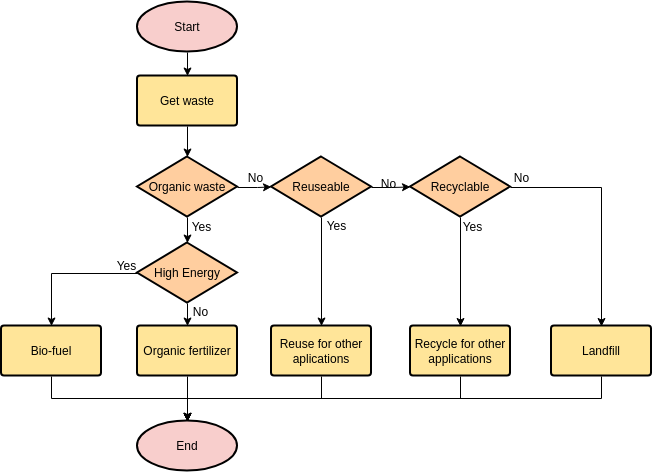 Start
Get waste
Organic waste
No
Reuseable
No
Recyclable
No
Yes
Yes
Yes
Yes
High Energy
No
Bio-fuel
Organic fertilizer
Reuse for other
aplications
Recycle for other
applications
Landfill
End